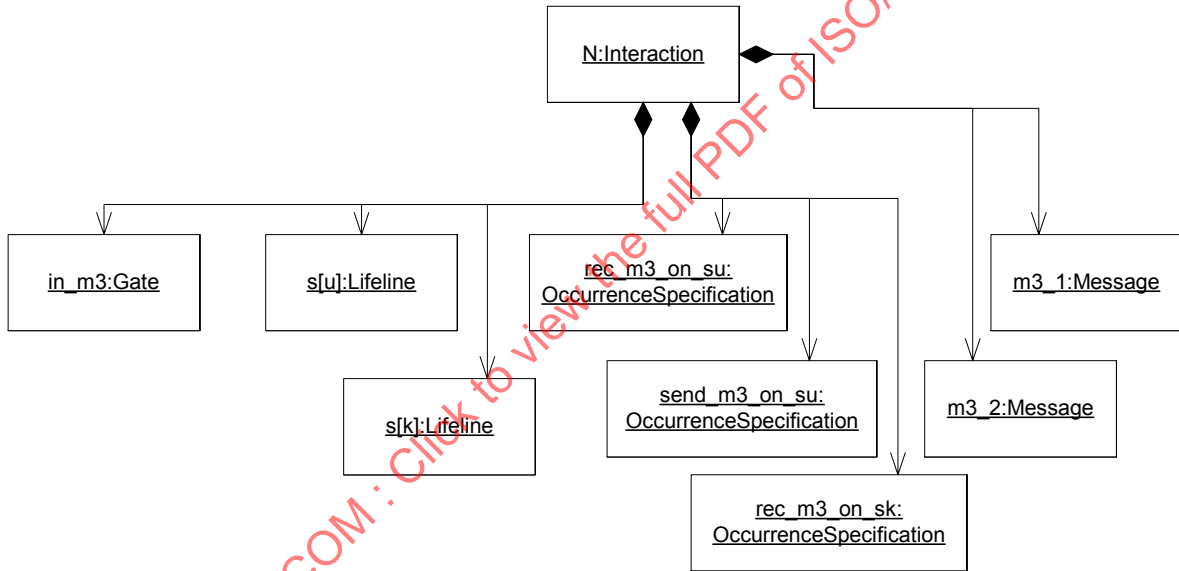 N:Interaction
in_m3:Gate
s[u]:Lifeline
rec_m3_on_su:
OccurrenceSpecification
m3_1:Message
s[k]:Lifeline
send_m3_on_su:
OccurrenceSpecification
m3_2:Message
rec_m3_on_sk:
OccurrenceSpecification
COM : Click to view the full PDF of ISO/